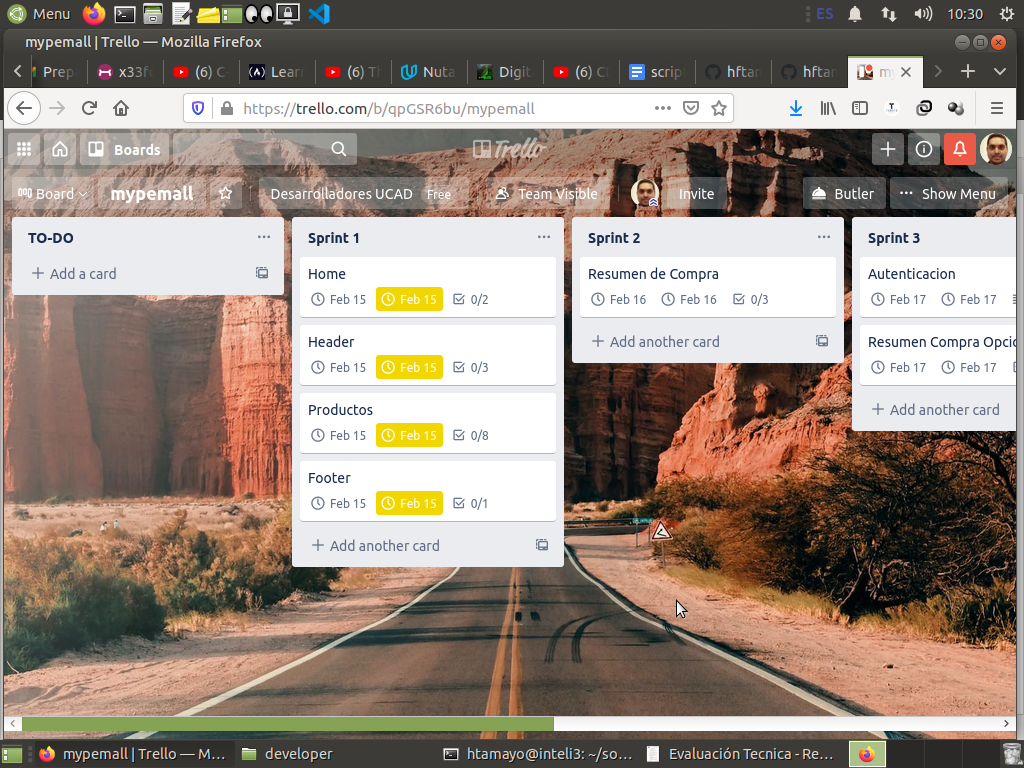 Menu
ES
10:30
mypemall | Trello — Mozilla Firefox
Prep
x33f
(6) C
Lear
(6) T
Nuta
Digit
(6) C
scrip
hftan
hftan
my
https://trello.com/b/qpGSR6bu/mypemall
Boards
Trello
Board
mypemall
Desarrolladores UCAD
Free
Team Visible
Invite
Butler
Show Menu
TO-DO
Add a card
Sprint 1
Home
Feb 15
Feb 15
0/2
Header
Feb 15
Feb 15
0/3
Productos
Feb 15
Feb 15
0/8
Footer
Feb 15
Feb 15
0/1
Add another card
Sprint 2
Resumen de Compra
Feb 16
Feb 16
0/3
Add another card
Sprint 3
Autenticacion
Feb 17
Feb 17
Resumen Compra Opcio
Feb 17
Feb 17
Add another card
mypemall | Trello — M...
developer
htamayo@inteli3: ~/so...
Evaluación Tecnica - Re...